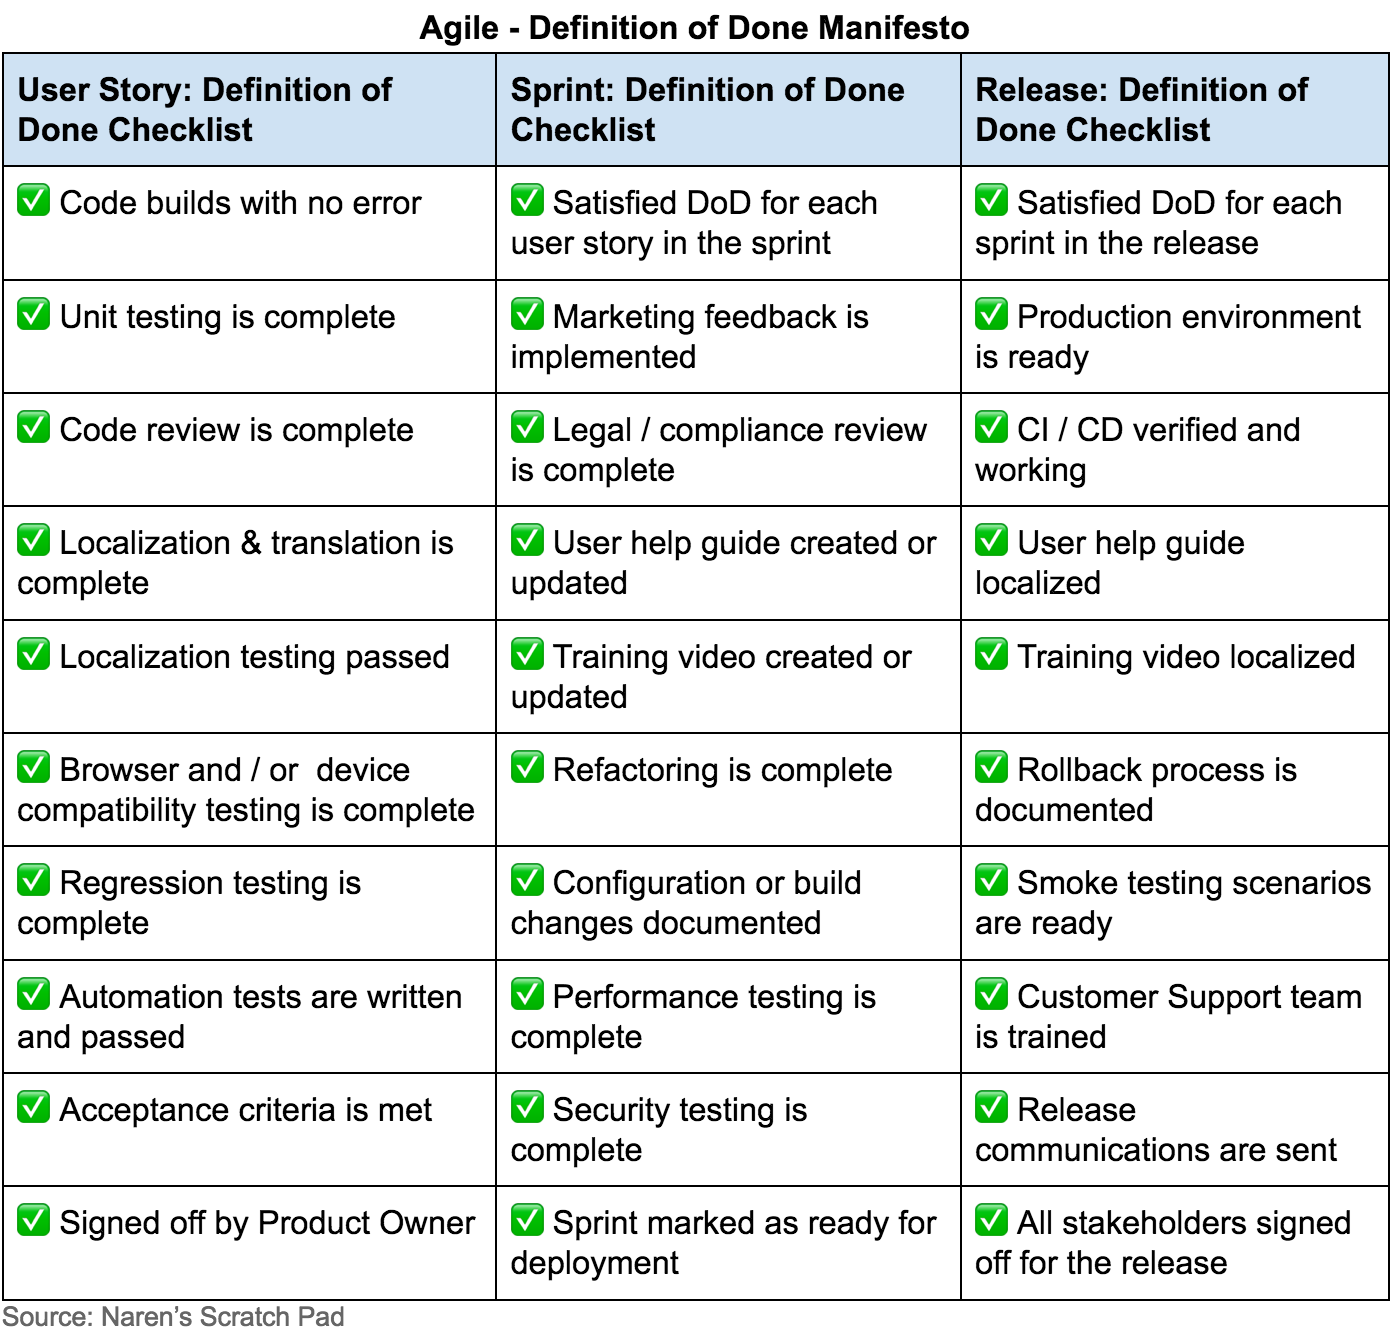 Agile - Definition of Done Manifesto
User Story: Definition of
Done Checklist
Sprint: Definition of Done
Checklist
Release: Definition of
Done Checklist
✅ Code builds with no error
✅ Satisfied DoD for each
user story in the sprint
✅ Satisfied DoD for each
sprint in the release
✅ Unit testing is complete
✅ Marketing feedback is
implemented
✅ Production environment
is ready
✅ Code review is complete
✅ Legal / compliance review
is complete
✅ CI / CD verified and
working
✅ Localization & translation is
complete
✅ User help guide created or
updated
✅ User help guide
localized
✅ Localization testing passed
✅ Training video created or
updated
✅ Training video localized
✅ Browser and / or  device
compatibility testing is complete
✅ Refactoring is complete
✅ Rollback process is
documented
✅ Regression testing is
complete
✅ Configuration or build
changes documented
✅ Smoke testing scenarios
are ready
✅ Automation tests are written
and passed
✅ Performance testing is
complete
✅ Customer Support team
is trained
✅ Acceptance criteria is met
✅ Security testing is
complete
✅ Release
communications are sent
✅ Signed off by Product Owner
✅ Sprint marked as ready for
deployment
✅ All stakeholders signed
off for the release
Source: Naren’s Scratch Pad